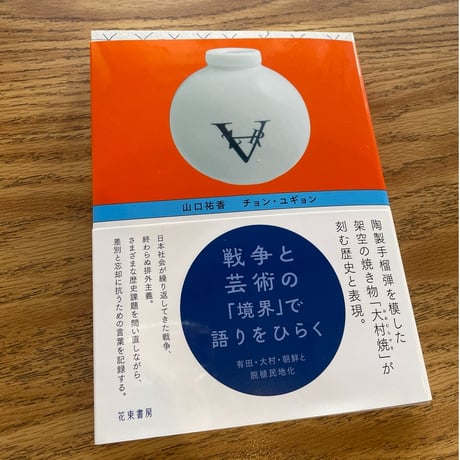 山口祐香 チョン・ユギョン
陶製手榴弾を模した
架空の焼き物「大村焼」が
刻む歴史と表現。
戦争と
芸術の
「境界」で
語りをひらく
有田・大村・朝鮮と
脱植民地化
日本社会が繰り返してきた戦争、
終わらぬ排外主義。
さまざまな歴史課題を問い直しながら、
差別と忘却に抗うための言葉を記録する。
花束書房